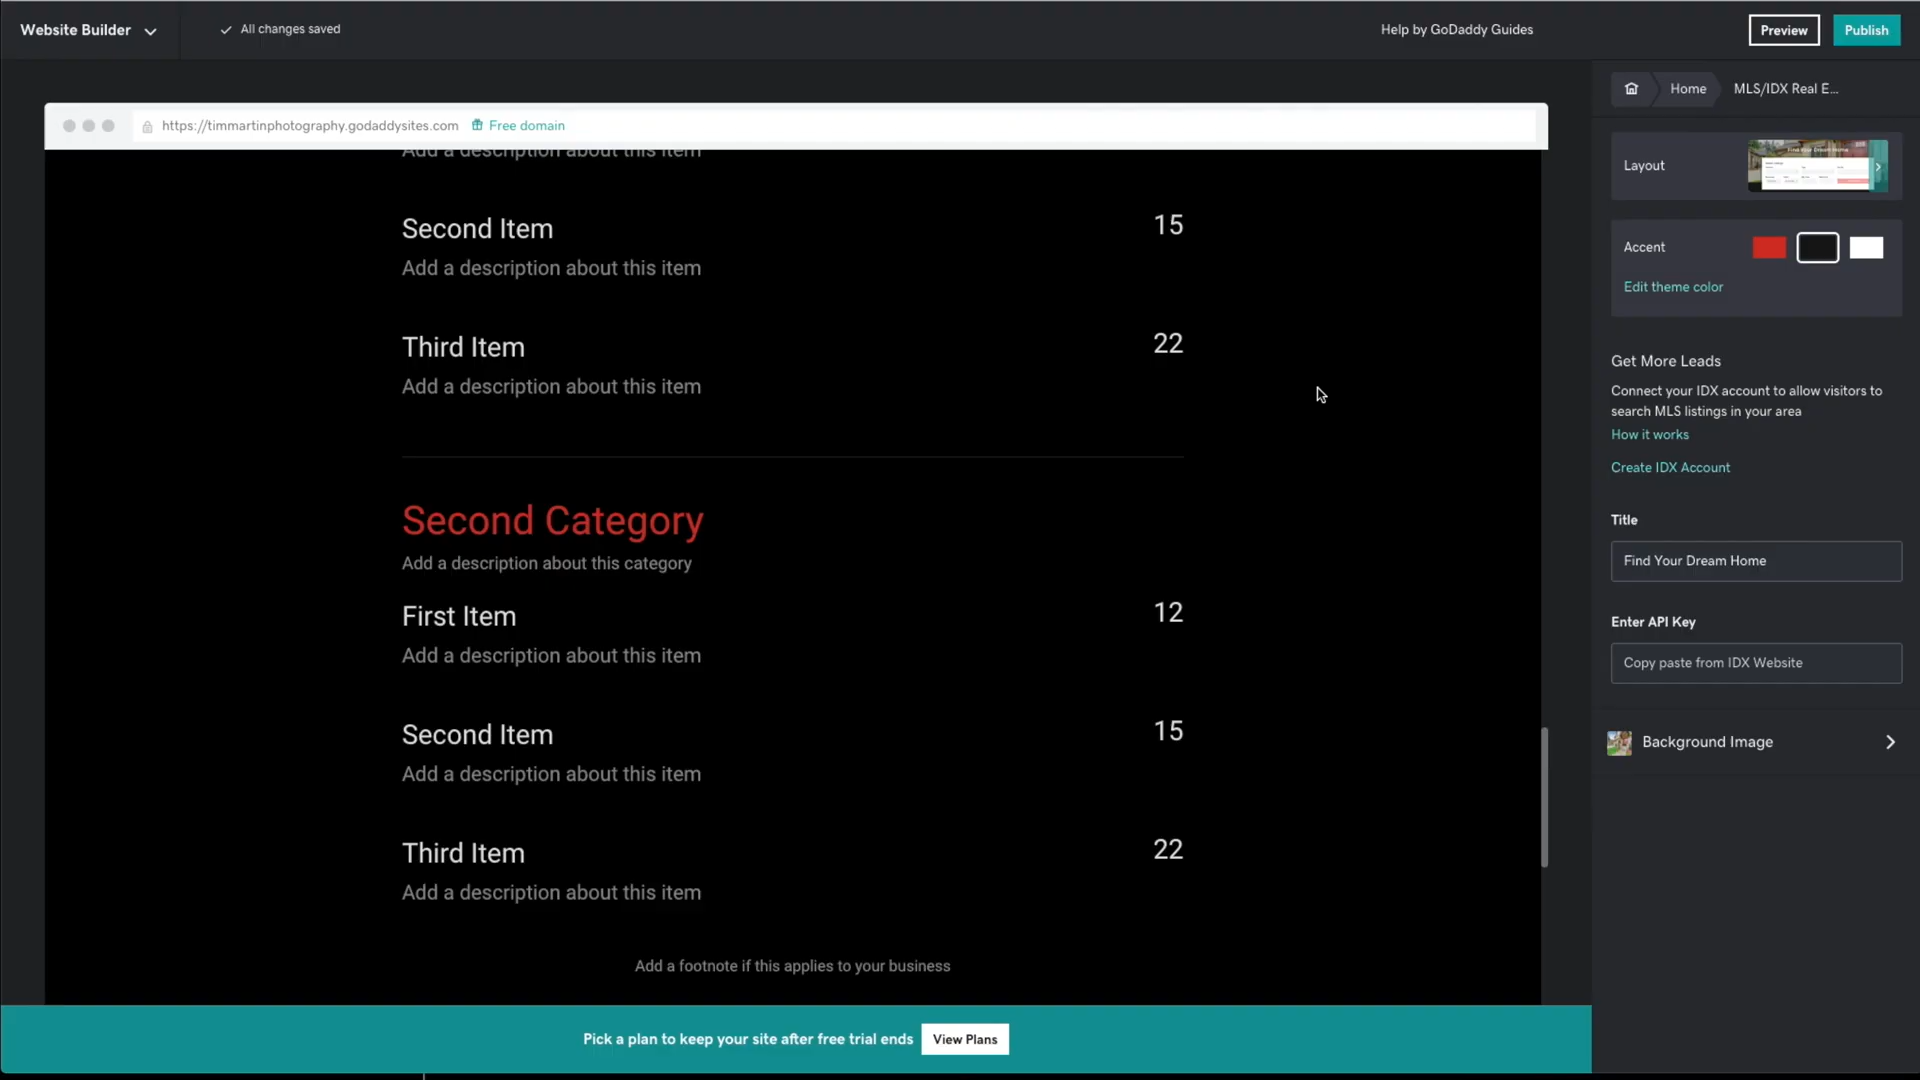 Website Builder
All changes saved
Help by GoDaddy Guides
Preview
Publish
Home
MLS/IDX Real E...
https://timmartinphotography.godaddysites.com
Free domain
Add a description about this item
Second Item
15
Add a description about this item
Third Item
22
Add a description about this item
Second Category
Add a description about this category
First Item
12
Add a description about this item
Second Item
15
Add a description about this item
Third Item
22
Add a description about this item
Add a footnote if this applies to your business
Pick a plan to keep your site after free trial ends
View Plans
Layout
Accent
Edit theme color
Get More Leads
Connect your IDX account to allow visitors to
search MLS listings in your area
How it works
Create IDX Account
Title
Find Your Dream Home
Enter API Key
Copy paste from IDX Website
Background Image